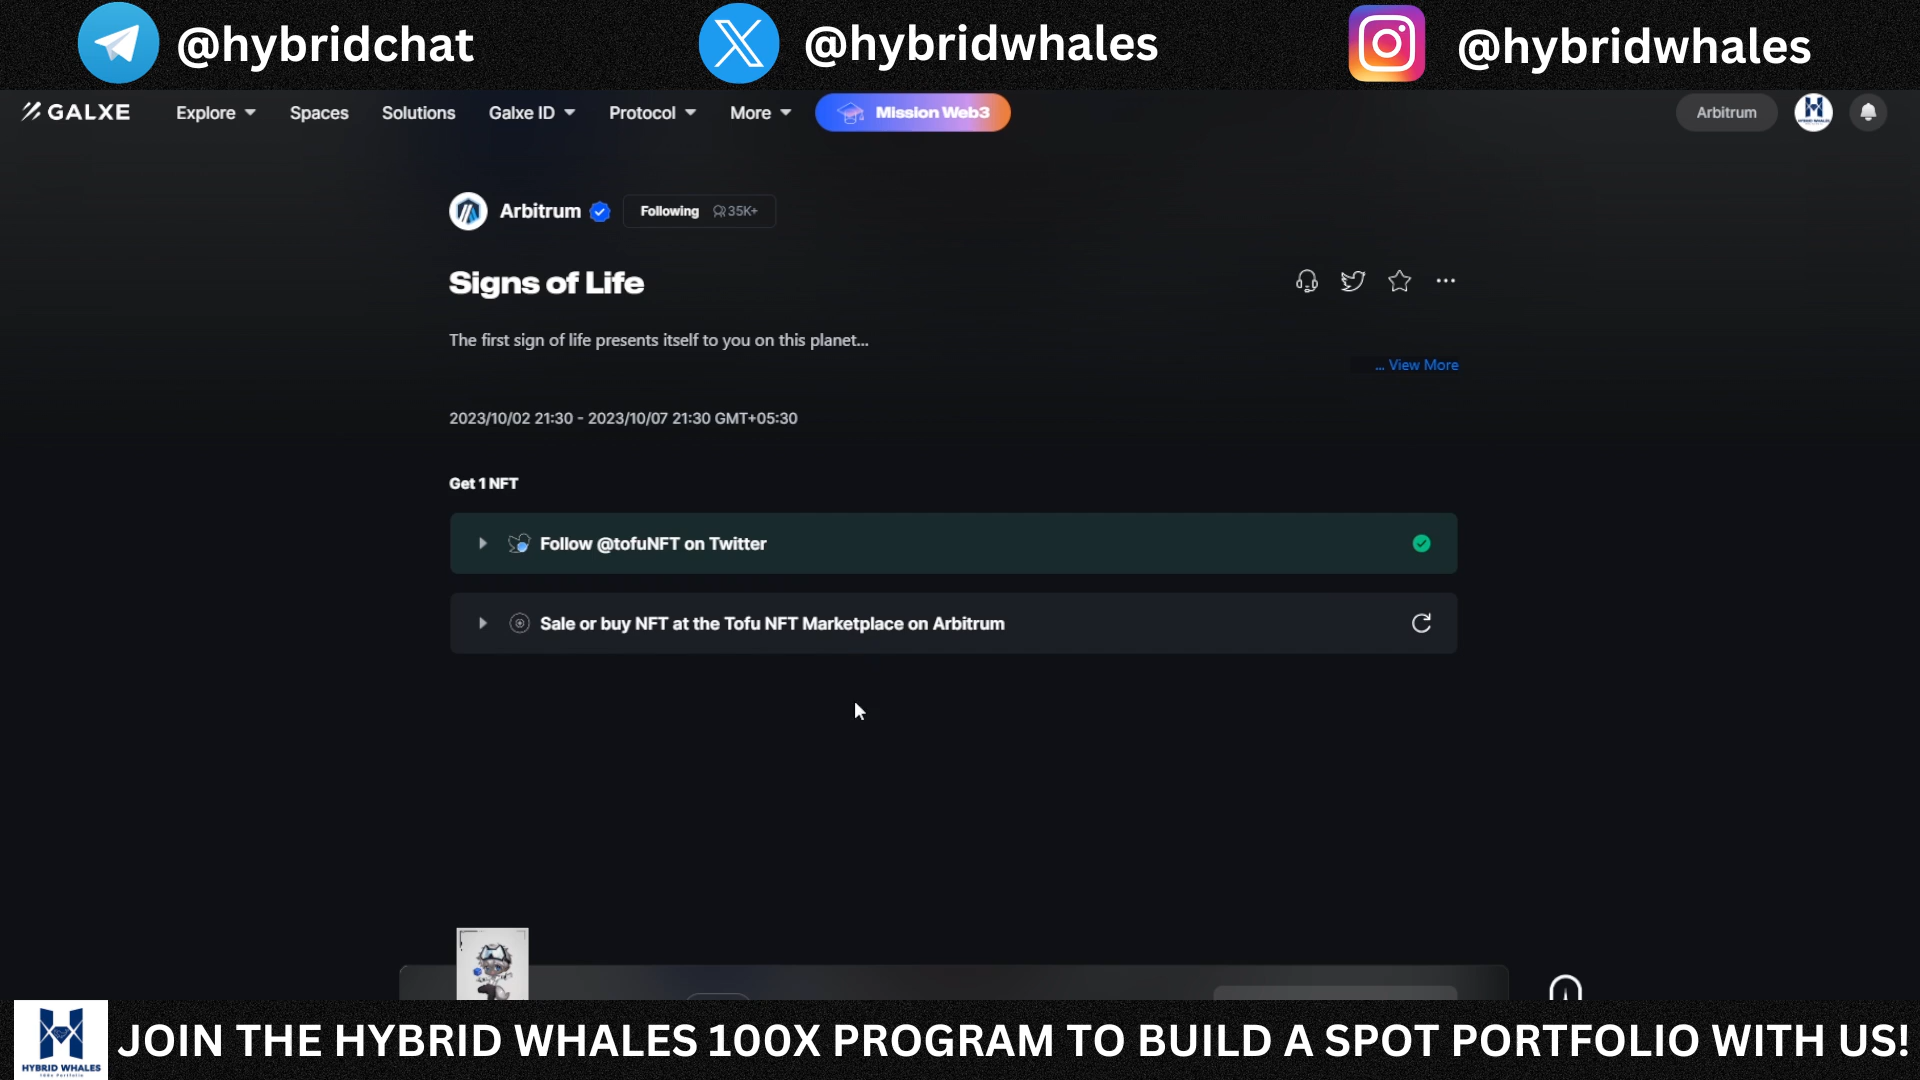 @hybridchat
@hybridwhales
@hybridwhales
GALXE
Explore
Spaces
Solutions
Galxe ID
Protocol
More
Mission Web3
Arbitrum
Arbitrum
Following 35K+
Signs of Life
The first sign of life presents itself to you on this planet...
... View More
2023/10/02 21:30 - 2023/10/07 21:30 GMT+05:30
Get 1 NFT
Follow @tofuNFT on Twitter
Sale or buy NFT at the Tofu NFT Marketplace on Arbitrum
HYBRID WHALES
100x Portfolio
JOIN THE HYBRID WHALES 100X PROGRAM TO BUILD A SPOT PORTFOLIO WITH US!